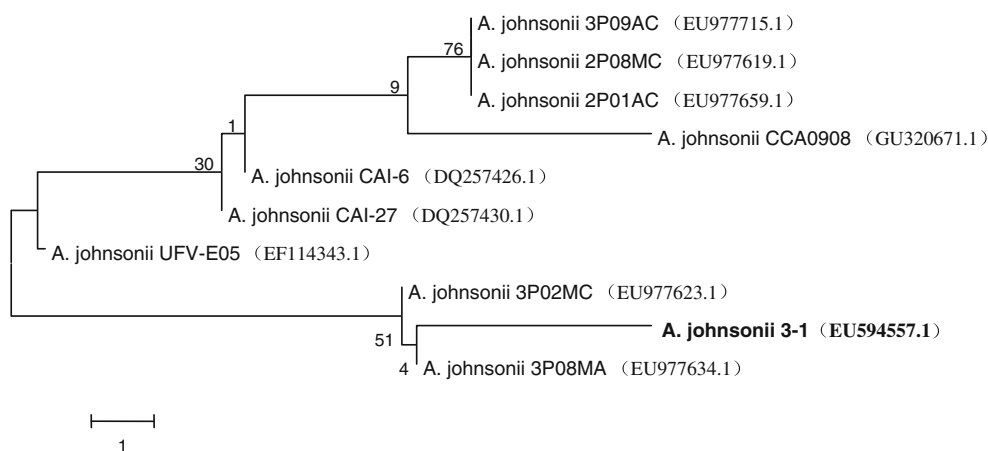 A. johnsonii 3P09AC （EU977715.1）
76
A. johnsonii 2P08MC （EU977619.1）
9
A. johnsonii 2P01AC （EU977659.1）
1
A. johnsonii CCA0908 （GU320671.1）
30
A. johnsonii CAI-6 （DQ257426.1）
A. johnsonii CAI-27 （DQ257430.1）
A. johnsonii UFV-E05 （EF114343.1）
A. johnsonii 3P02MC （EU977623.1）
A. johnsonii 3-1 （EU594557.1）
51
4
A. johnsonii 3P08MA （EU977634.1）
1